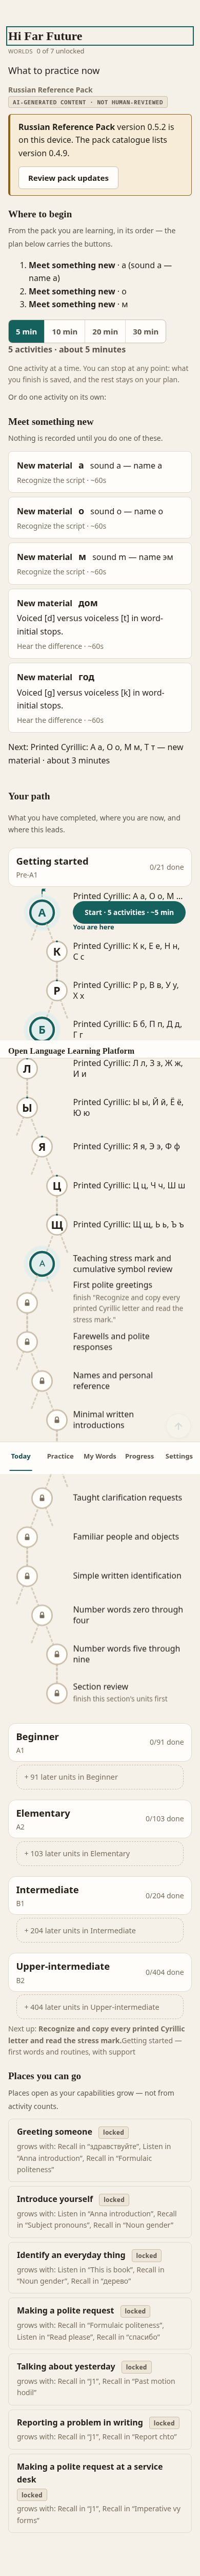 Hi Far Future
WORLDS 0 of 7 unlocked
What to practice now
Russian Reference Pack
AI-GENERATED CONTENT · NOT HUMAN-REVIEWED
Russian Reference Pack version 0.5.2 is
on this device. The pack catalogue lists
version 0.4.9.
Review pack updates
Where to begin
From the pack you are learning, in its order — the
plan below carries the buttons.
1. Meet something new · а (sound a —
name а)
2. Meet something new · о
3. Meet something new · м
5 min 10 min 20 min 30 min
5 activities · about 5 minutes
One activity at a time. You can stop at any point: what
you finish is saved, and the rest stays on your plan.
Or do one activity on its own:
Meet something new
Nothing is recorded until you do one of these.
New material а sound a — name а
Recognize the script · ~60s
New material о sound o — name о
Recognize the script · ~60s
New material м sound m — name эм
Recognize the script · ~60s
New material дом
Voiced [d] versus voiceless [t] in word-
initial stops.
Hear the difference · ~60s
New material год
Voiced [g] versus voiceless [k] in word-
initial stops.
Hear the difference · ~60s
Next: Printed Cyrillic: А а, О о, М м, Т т — new
material · about 3 minutes
Your path
What you have completed, where you are now, and
where this leads.
Getting started
Pre-A1
0/21 done
А
Printed Cyrillic: А а, О о, М ...
Start · 5 activities · ~5 min
You are here
К
Printed Cyrillic: К к, Е е, Н н,
С с
Р
Printed Cyrillic: Р р, В в, У у,
Х х
Б
Printed Cyrillic: Б б, П п, Д д,
Г г
Open Language Learning Platform
Л
Printed Cyrillic: Л л, З з, Ж ж,
И и
Ы
Printed Cyrillic: Ы ы, Й й, Ё ё,
Ю ю
Я
Printed Cyrillic: Я я, Э э, Ф ф
Ц
Printed Cyrillic: Ц ц, Ч ч, Ш ш
Щ
Printed Cyrillic: Щ щ, Ь ь, Ъ ъ
A
Teaching stress mark and
cumulative symbol review
First polite greetings
finish "Recognize and copy every
printed Cyrillic letter and read the
stress mark."
Farewells and polite
responses
Names and personal
reference
Minimal written
introductions
Today Practice My Words Progress Settings
Taught clarification requests
Familiar people and objects
Simple written identification
Number words zero through
four
Number words five through
nine
Section review
finish this section's units first
Beginner
A1
0/91 done
+ 91 later units in Beginner
Elementary
A2
0/103 done
+ 103 later units in Elementary
Intermediate
B1
0/204 done
+ 204 later units in Intermediate
Upper-intermediate
B2
0/404 done
+ 404 later units in Upper-intermediate
Next up: Recognize and copy every printed Cyrillic
letter and read the stress mark.Getting started —
first words and routines, with support
Places you can go
Places open as your capabilities grow — not from
activity counts.
Greeting someone locked
grows with: Recall in “здравствуйте”, Listen in
“Anna introduction”, Recall in “Formulaic
politeness”
Introduce yourself locked
grows with: Listen in “Anna introduction”, Recall
in “Subject pronouns”, Recall in “Noun gender”
Identify an everyday thing locked
grows with: Listen in “This is book”, Recall in
“Noun gender”, Recall in “дерево”
Making a polite request locked
grows with: Recall in “Formulaic politeness”,
Listen in “Read please”, Recall in “спасибо”
Talking about yesterday locked
grows with: Recall in “J1”, Recall in “Past motion
hodil”
Reporting a problem in writing locked
grows with: Recall in “J1”, Recall in “Report chto”
Making a polite request at a service
desk
locked
grows with: Recall in “J1”, Recall in “Imperative vy
forms”